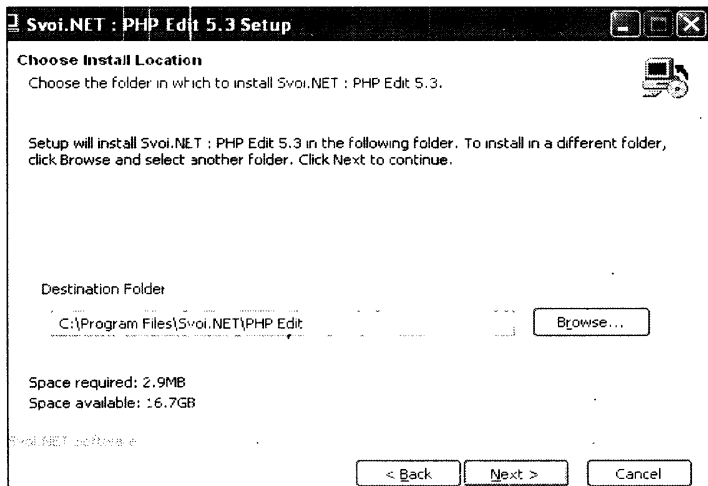 Svoi.NET : PHP Edit 5.3 Setup
Choose Install Location
Choose the folder in which to install Svoi.NET : PHP Edit 5.3.
Setup will install Svoi.NET : PHP Edit 5.3 in the following folder. To install in a different folder,
click Browse and select another folder. Click Next to continue.
Destination Folder
C:\Program Files\Svoi.NET\PHP Edit
Browse...
Space required: 2.9MB
Space available: 16.7GB
Svoi.NET software
< Back
Next >
Cancel